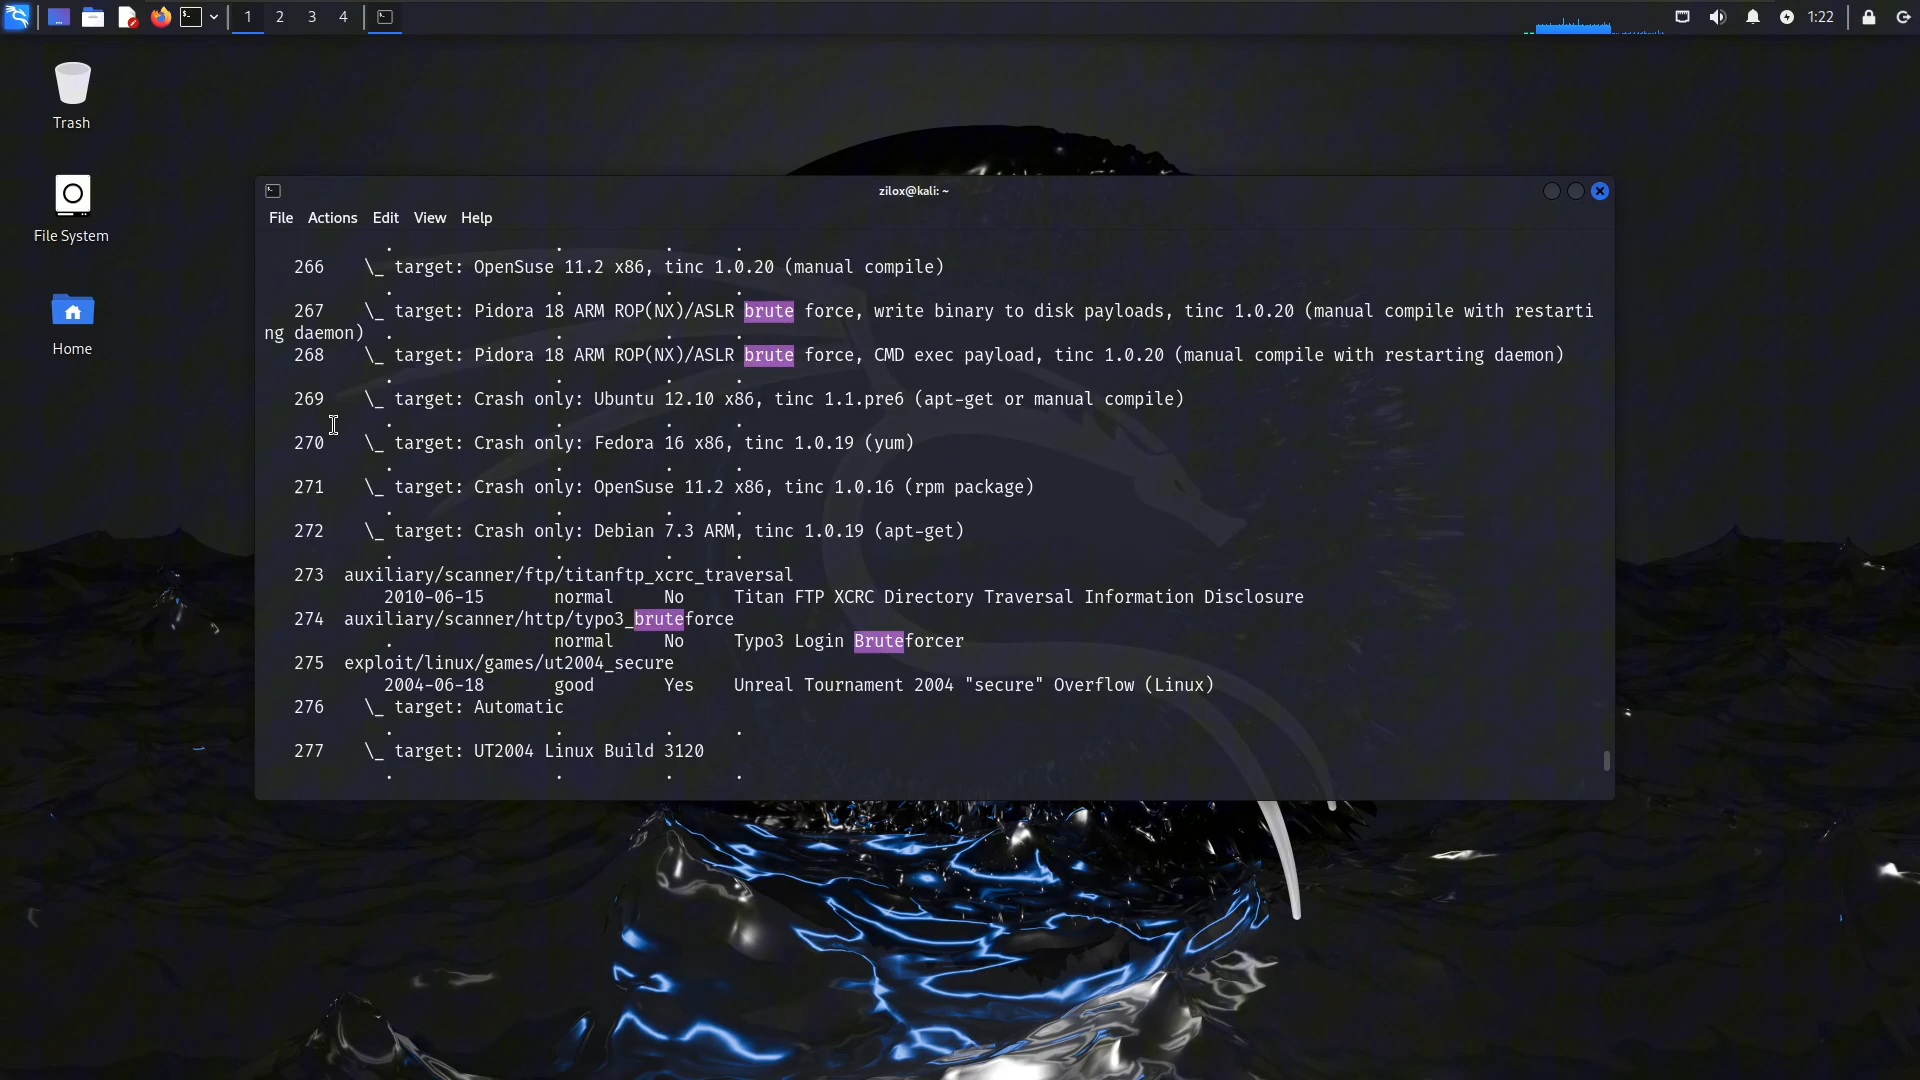 1 2 3 4 1:22
Trash
File System
Home
zilox@kali: ~
File Actions Edit View Help
. . . .
266 \_ target: OpenSuse 11.2 x86, tinc 1.0.20 (manual compile)
. . . .
267 \_ target: Pidora 18 ARM ROP(NX)/ASLR brute force, write binary to disk payloads, tinc 1.0.20 (manual compile with restarti
ng daemon) . . . .
268 \_ target: Pidora 18 ARM ROP(NX)/ASLR brute force, CMD exec payload, tinc 1.0.20 (manual compile with restarting daemon)
. . . .
269 \_ target: Crash only: Ubuntu 12.10 x86, tinc 1.1.pre6 (apt-get or manual compile)
. . . .
270 \_ target: Crash only: Fedora 16 x86, tinc 1.0.19 (yum)
. . . .
271 \_ target: Crash only: OpenSuse 11.2 x86, tinc 1.0.16 (rpm package)
. . . .
272 \_ target: Crash only: Debian 7.3 ARM, tinc 1.0.19 (apt-get)
. . . .
273 auxiliary/scanner/ftp/titanftp_xcrc_traversal
2010-06-15 normal No Titan FTP XCRC Directory Traversal Information Disclosure
274 auxiliary/scanner/http/typo3_bruteforce
. normal No Typo3 Login Bruteforcer
275 exploit/linux/games/ut2004_secure
2004-06-18 good Yes Unreal Tournament 2004 "secure" Overflow (Linux)
276 \_ target: Automatic
. . . .
277 \_ target: UT2004 Linux Build 3120
. . . .